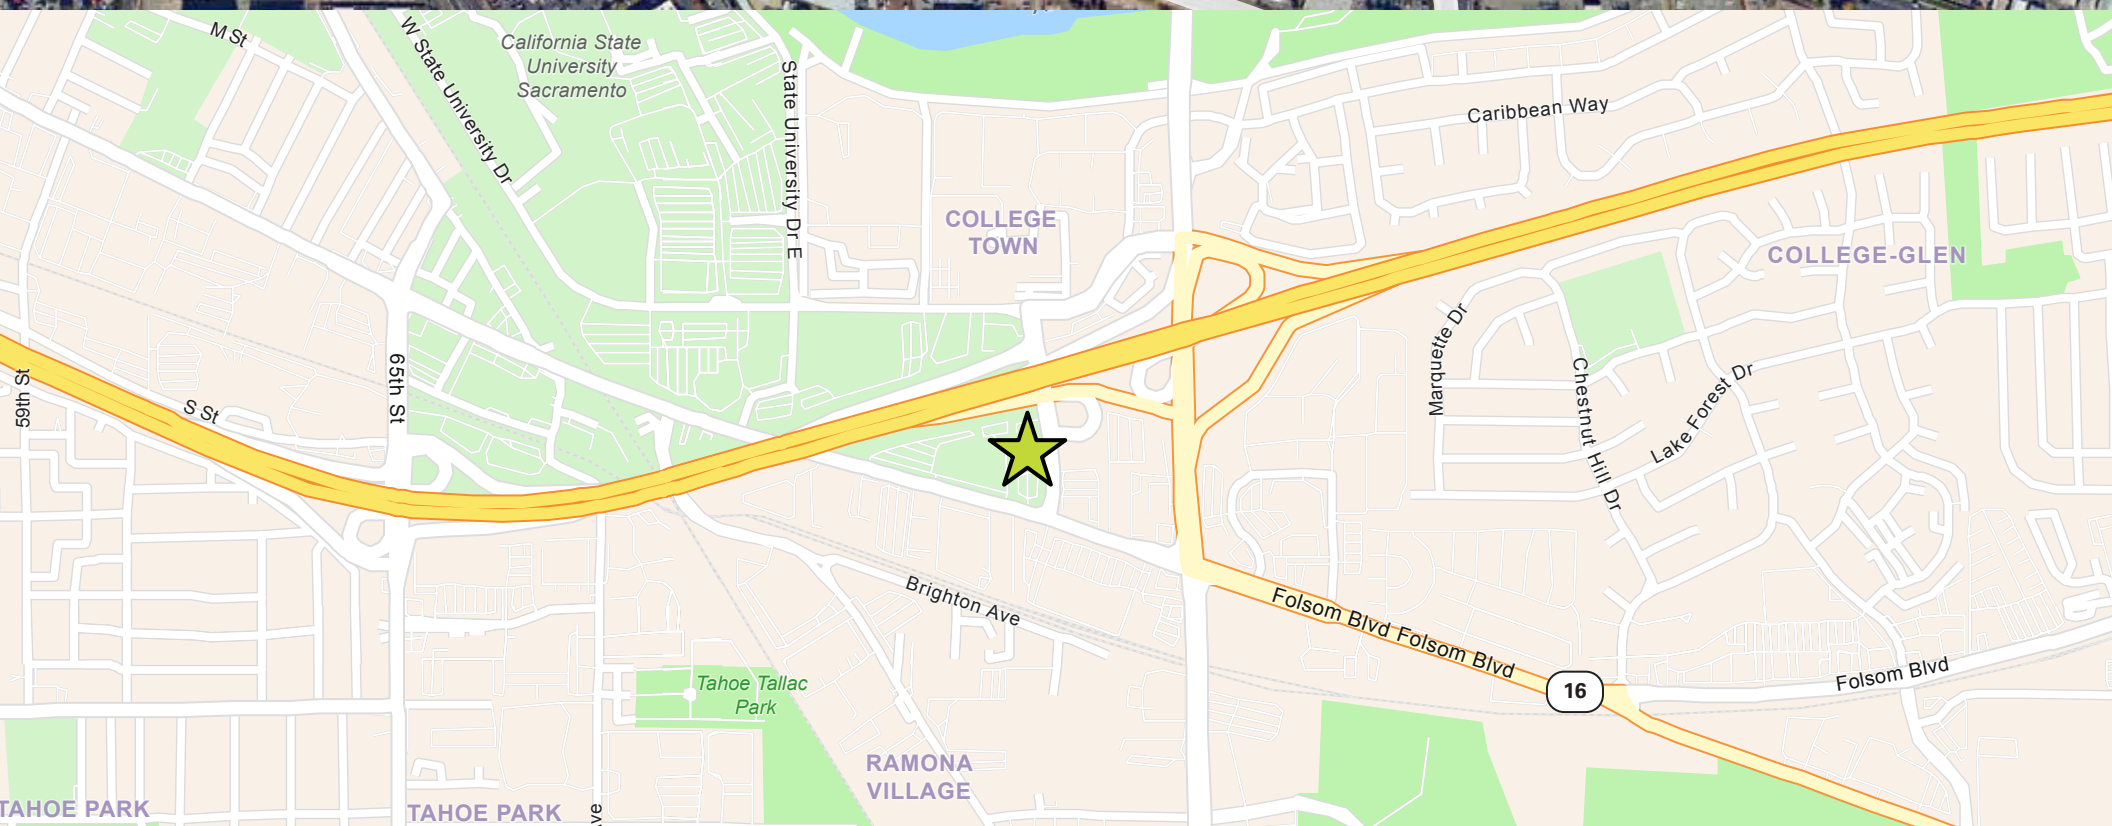 M St
W State University Dr
California State
University
Sacramento
State University Dr E
Caribbean Way
COLLEGE
TOWN
COLLEGE-GLEN
59th St
S St
65th St
Marquette Dr
Chestnut Hill Dr
Lake Forest Dr
Brighton Ave
Folsom Blvd Folsom Blvd
16
Folsom Blvd
Tahoe Tallac
Park
RAMONA
VILLAGE
TAHOE PARK
TAHOE PARK